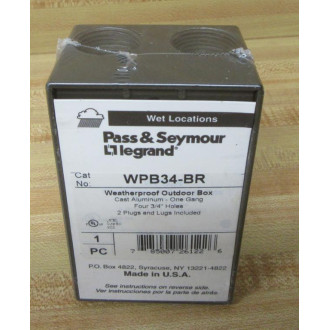 Wet Locations
Pass & Seymour
legrand®
Cat No: WPB34-BR
Weatherproof Outdoor Box
Cast Aluminum - One Gang
Four 3/4" Holes
2 Plugs and Lugs Included
1
PC
P.O. Box 4822, Syracuse, NY 13221-4822
Made in U.S.A.
See instructions on reverse side.
Ver instrucciones por la parte de atrás.